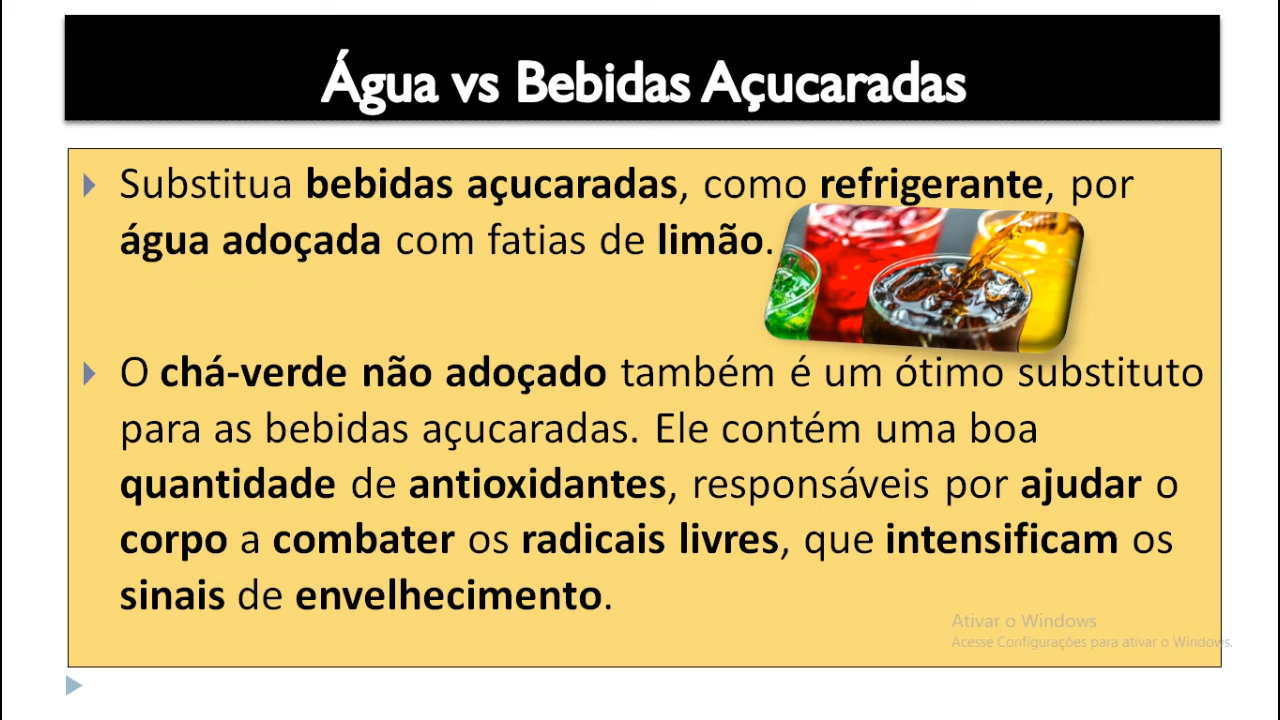 Água vs Bebidas Açucaradas
Substitua bebidas açucaradas, como refrigerante, por
água adoçada com fatias de limão.
O chá-verde não adoçado também é um ótimo substituto
para as bebidas açucaradas. Ele contém uma boa
quantidade de antioxidantes, responsáveis por ajudar o
corpo a combater os radicais livres, que intensificam os
sinais de envelhecimento.
Ativar o Windows
Acesse Configurações para ativar o Windows.